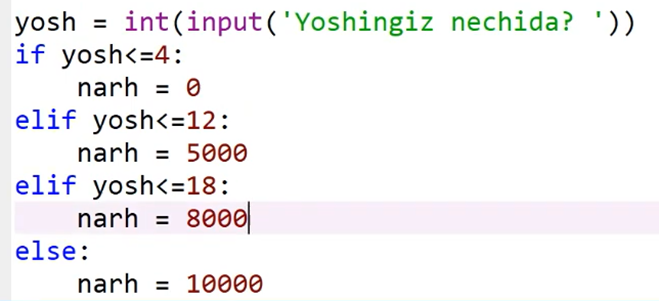 yosh = int(input('Yoshingiz nechida? '))
if yosh<=4:
    narh = 0
elif yosh<=12:
    narh = 5000
elif yosh<=18:
    narh = 8000
else:
    narh = 10000